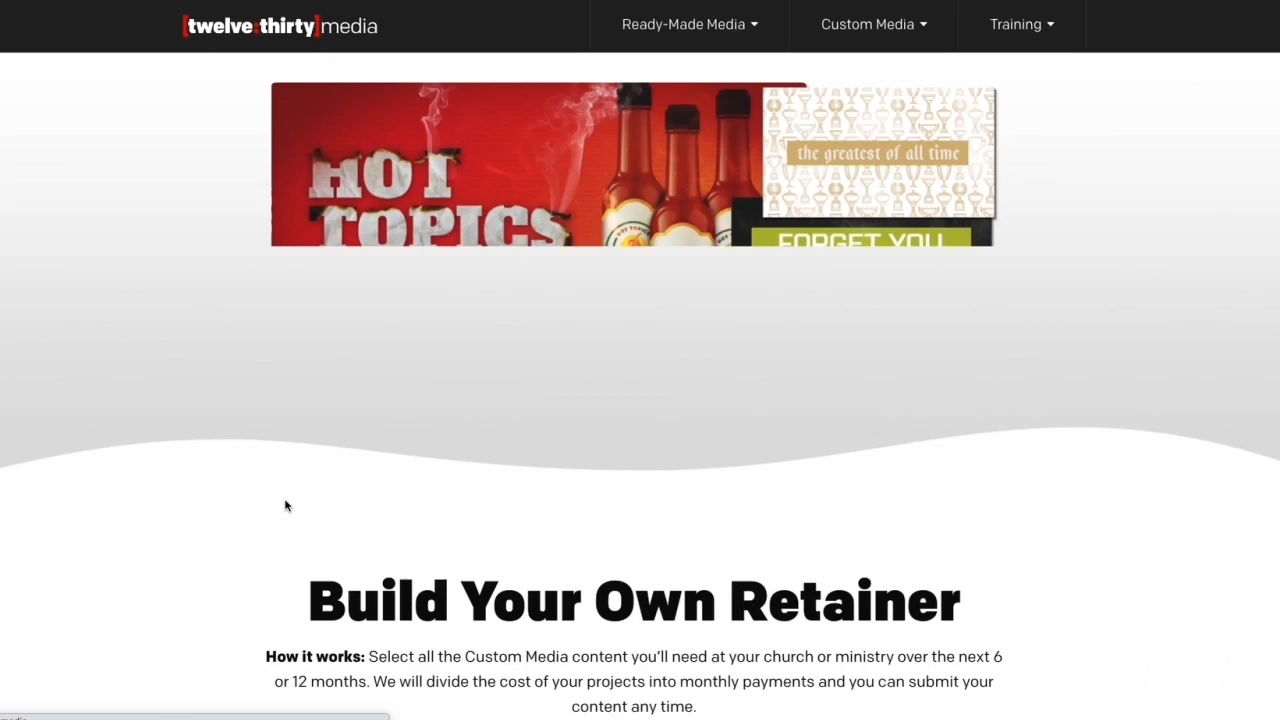 [twelve:thirty]media
Ready-Made Media
Custom Media
Training
HOT
TOPICS
the greatest of all time
FORGET YOU
Build Your Own Retainer
How it works: Select all the Custom Media content you'll need at your church or ministry over the next 6
or 12 months. We will divide the cost of your projects into monthly payments and you can submit your
content any time.